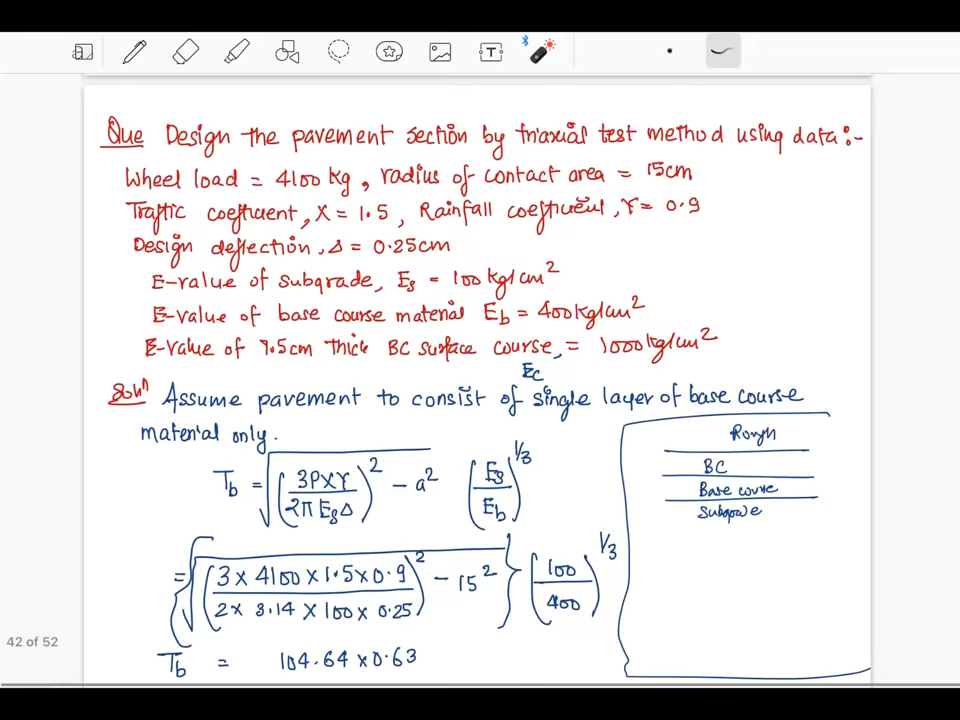 Que Design the pavement section by triaxial test method using data :-
Wheel load = 4100 kg, radius of contact area = 15cm
Traffic coefficient, X = 1.5, Rainfall coefficient, Y = 0.9
Design deflection, Δ = 0.25cm
E-value of subgrade, Es = 100 kg/cm²
E-value of base course material Eb = 400 kg/cm²
E-value of 7.5cm thick BC surface course, = 1000 kg/cm²
Ec
Soln Assume pavement to consist of single layer of base course
material only.
Rough
BC
Base course
Subgrade
Tb = √((3PXY / 2π Es Δ)² - a²) (Es / Eb)^1/3
= {√((3 x 4100 x 1.5 x 0.9 / 2 x 3.14 x 100 x 0.25)² - 15²)} (100 / 400)^1/3
Tb = 104.64 x 0.63
42 of 52
T